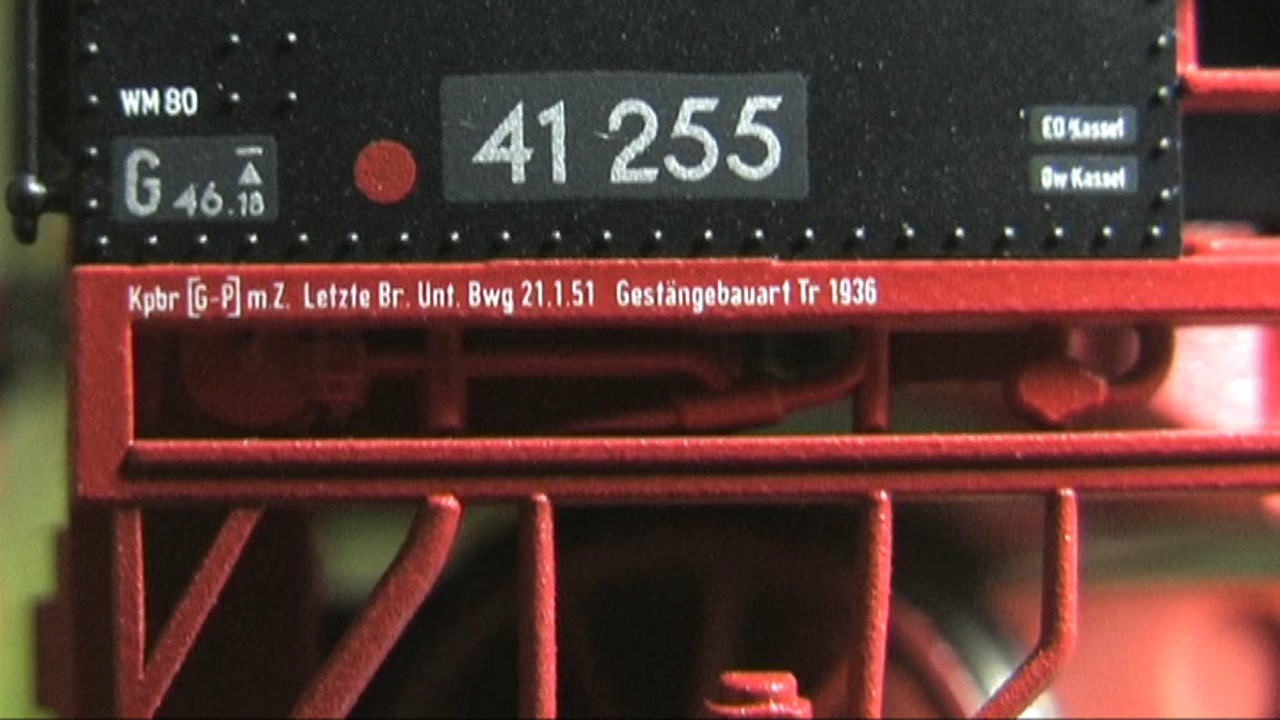 WM 80
41 255
G 46.18
ED Kassel
Bw Kassel
Kpbr [G-P] m.Z. Letzte Br. Unt. Bwg 21.1.51 Gestängebauart Tr 1936